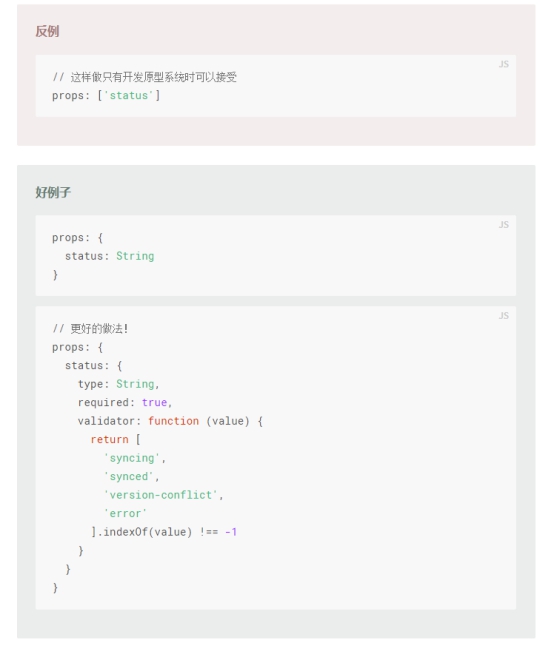 反例
JS
// 这样做只有开发原型系统时可以接受
props: ['status']
好例子
JS
props: {
  status: String
}
JS
// 更好的做法!
props: {
  status: {
    type: String,
    required: true,
    validator: function (value) {
      return [
        'syncing',
        'synced',
        'version-conflict',
        'error'
      ].indexOf(value) !== -1
    }
  }
}